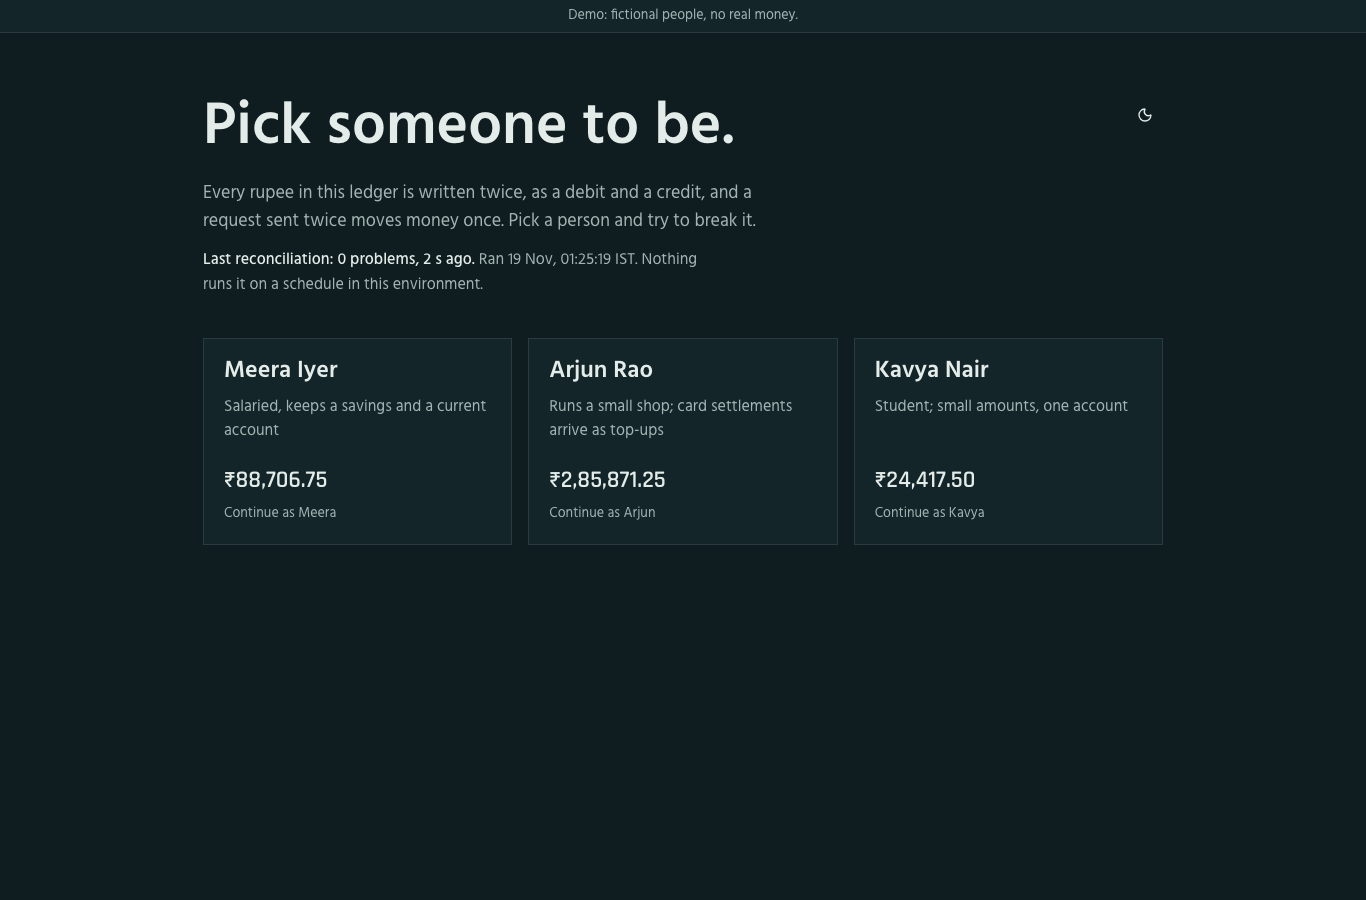 Demo: fictional people, no real money.
Pick someone to be.
Every rupee in this ledger is written twice, as a debit and a credit, and a
request sent twice moves money once. Pick a person and try to break it.
Last reconciliation: 0 problems, 2 s ago. Ran 19 Nov, 01:25:19 IST. Nothing
runs it on a schedule in this environment.
Meera Iyer
Salaried, keeps a savings and a current
account
₹88,706.75
Continue as Meera
Arjun Rao
Runs a small shop; card settlements
arrive as top-ups
₹2,85,871.25
Continue as Arjun
Kavya Nair
Student; small amounts, one account
₹24,417.50
Continue as Kavya